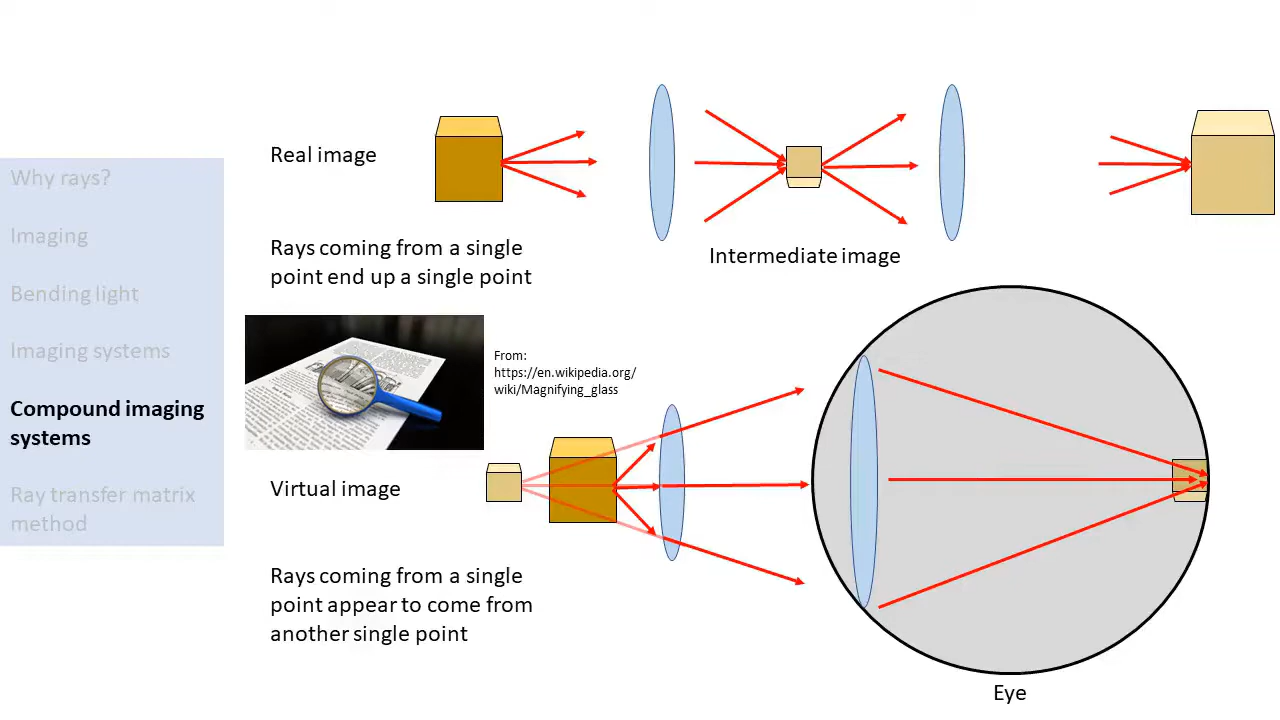 Why rays?
Imaging
Bending light
Imaging systems
Compound imaging
systems
Ray transfer matrix
method
Real image
Rays coming from a single
point end up a single point
Intermediate image
From:
https://en.wikipedia.org/
wiki/Magnifying_glass
Virtual image
Rays coming from a single
point appear to come from
another single point
Eye